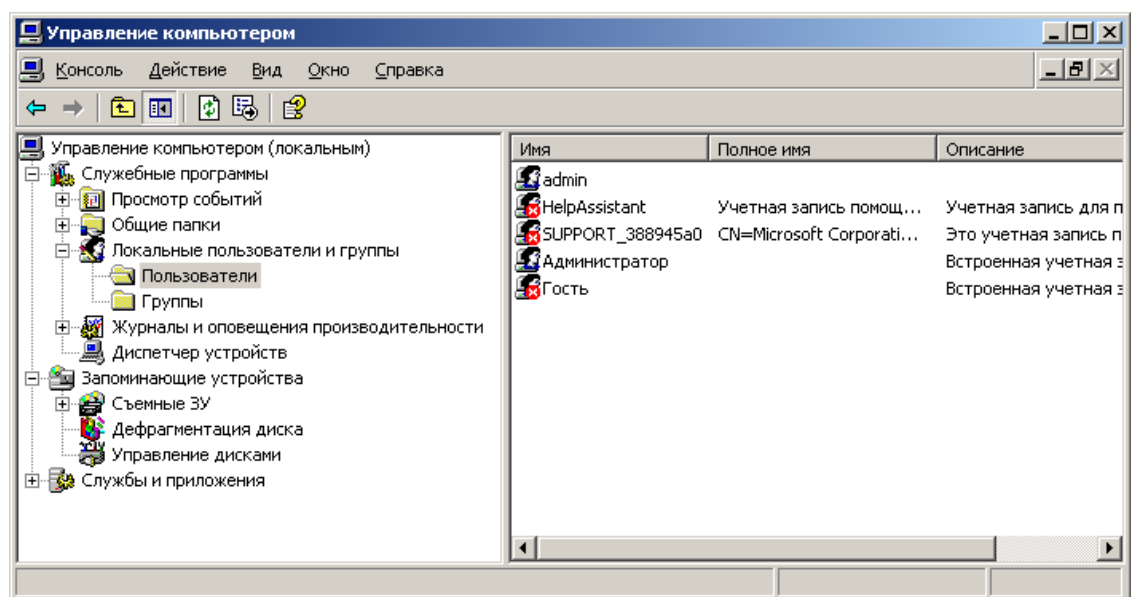 Управление компьютером
Консоль Действие Вид Окно Справка
Управление компьютером (локальным)
Служебные программы
Просмотр событий
Общие папки
Локальные пользователи и группы
Пользователи
Группы
Журналы и оповещения производительности
Диспетчер устройств
Запоминающие устройства
Съемные ЗУ
Дефрагментация диска
Управление дисками
Службы и приложения
Имя Полное имя Описание
admin
HelpAssistant Учетная запись помощ... Учетная запись для п
SUPPORT_388945a0 CN=Microsoft Corporati... Это учетная запись п
Администратор Встроенная учетная з
Гость Встроенная учетная з